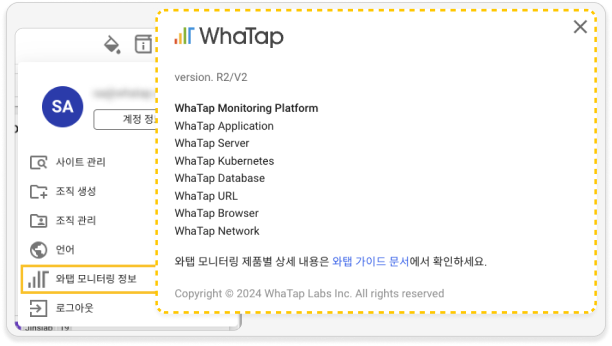 WhaTap
version. R2/V2
WhaTap Monitoring Platform
WhaTap Application
WhaTap Server
WhaTap Kubernetes
WhaTap Database
WhaTap URL
WhaTap Browser
WhaTap Network
와탭 모니터링 제품별 상세 내용은 와탭 가이드 문서에서 확인하세요.
Copyright © 2024 WhaTap Labs Inc. All rights reserved
SA
계정 정
사이트 관리
조직 생성
조직 관리
언어
와탭 모니터링 정보
로그아웃